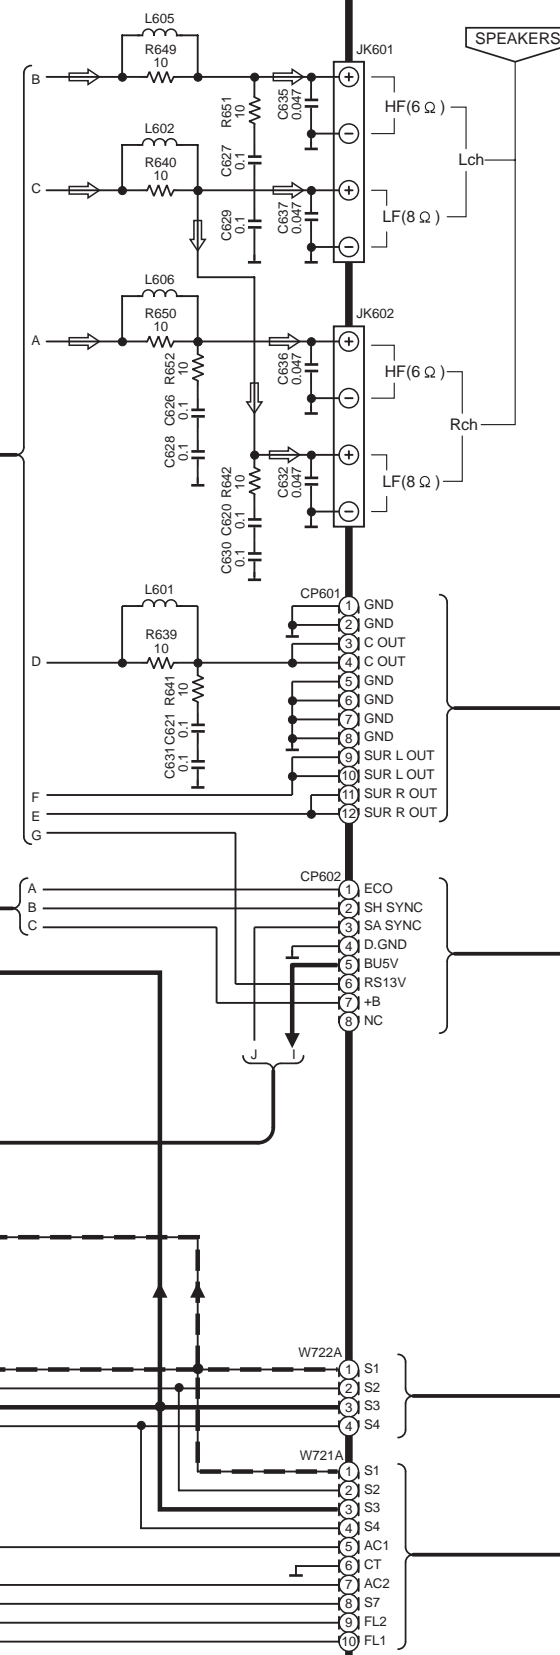 L605
R649
10
B
SPEAKERS
JK601
+
R651
10
C635
0.047
HF(6 Ω)
−
L602
R640
10
C627
0.1
Lch
C
+
C629
0.1
C637
0.047
LF(8 Ω)
−
L606
R650
10
JK602
A
+
R652
10
C636
0.047
HF(6 Ω)
C626
0.1
−
Rch
C628
0.1
+
R642
10
C632
0.047
LF(8 Ω)
C620
0.1
−
C630
0.1
L601
R639
10
D
R641
10
C621
0.1
C631
0.1
F
E
G
CP601
1 GND
2 GND
3 C OUT
4 C OUT
5 GND
6 GND
7 GND
8 GND
9 SUR L OUT
10 SUR L OUT
11 SUR R OUT
12 SUR R OUT
CP602
A
B
C
1 ECO
2 SH SYNC
3 SA SYNC
4 D.GND
5 BU5V
6 RS13V
7 +B
8 NC
J
I
W722A
1 S1
2 S2
3 S3
4 S4
W721A
1 S1
2 S2
3 S3
4 S4
5 AC1
6 CT
7 AC2
8 S7
9 FL2
10 FL1